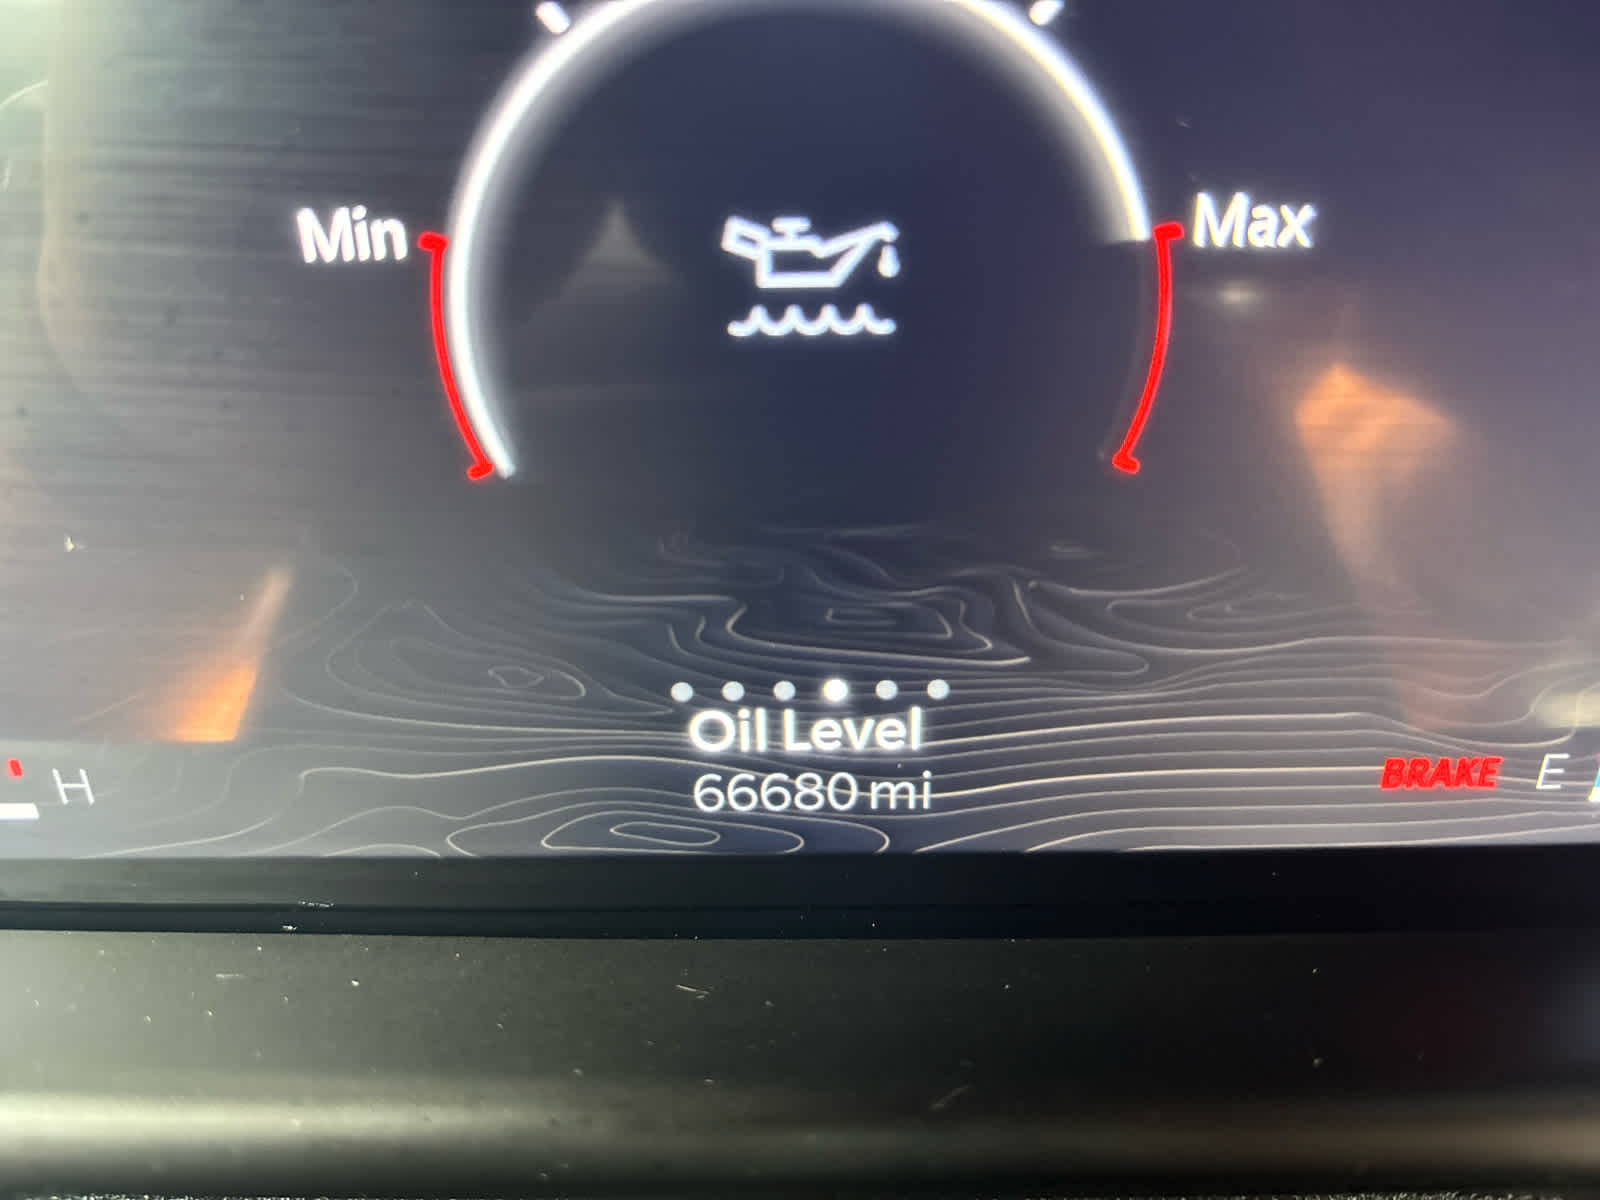 Min
Max
Oil Level
66680 mi
H
BRAKE
E